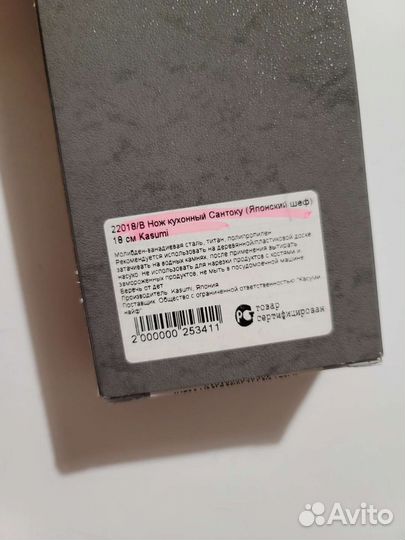 22018/B Нож кухонный Сантоку (Японский шеф)
18 см Kasumi
Молибден-ванадиевая сталь, титан, полипропилен
Рекомендуется использовать на деревянной/пластиковой доске
затачивать на водных камнях, после применения вытирать
насухо. не использовать для нарезки продуктов с костями и
замороженных продуктов, не мыть в посудомоечной машине.
Беречь от дет
Производитель: Kasumi, Япония
Поставщик: Общество с ограниченной ответственностью "Касуми
найф"
2 000000 253411
РСТ товар
сертифицирован
Avito